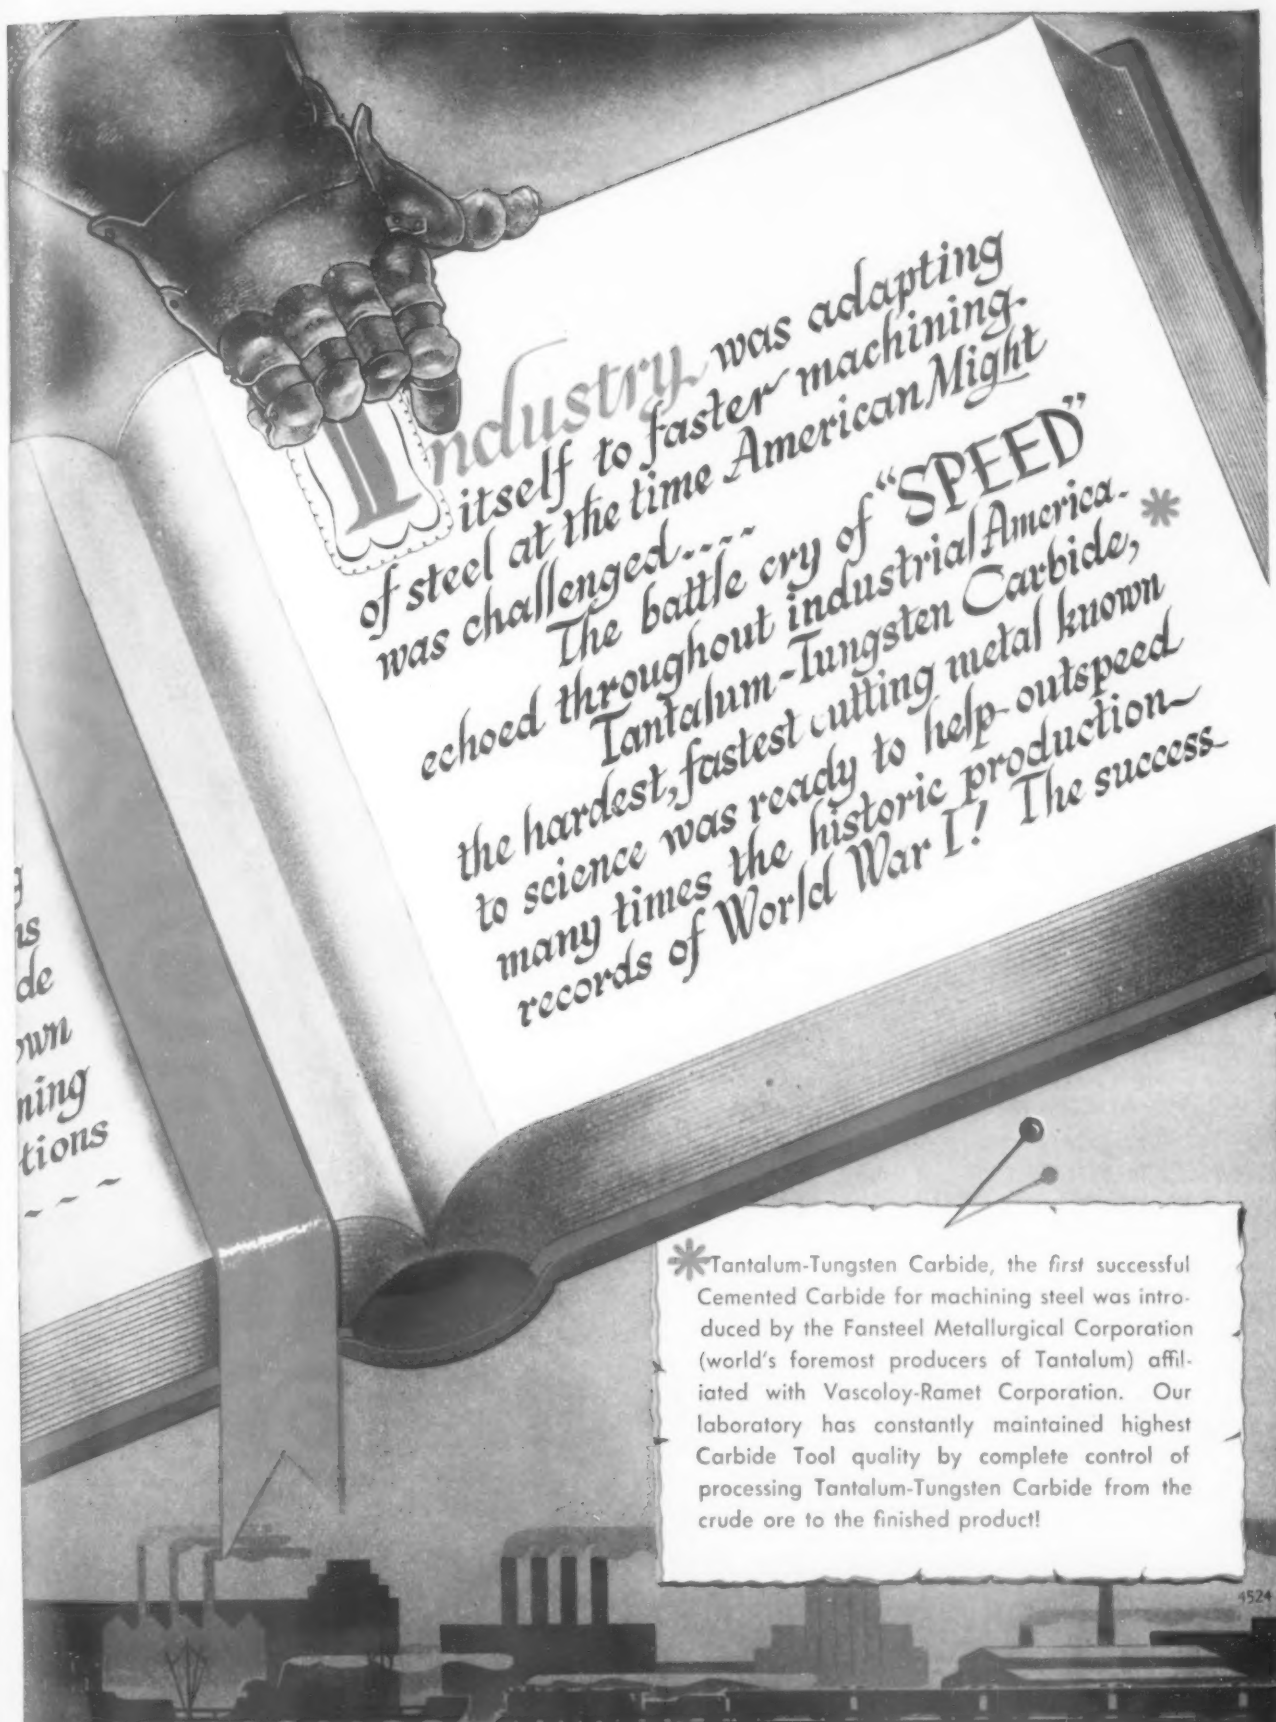 Industry was adapting
itself to faster machining
of steel at the time American Might
was challenged----
The battle cry of "SPEED"
echoed throughout industrial America.
Tantalum-Tungsten Carbide,*
the hardest, fastest cutting metal known
to science was ready to help outspeed
many times the historic production
records of World War I! The success
g
ns
de
own
ning
tions
- - - -
*Tantalum-Tungsten Carbide, the first successful
Cemented Carbide for machining steel was intro-
duced by the Fansteel Metallurgical Corporation
(world's foremost producers of Tantalum) affil-
iated with Vascoloy-Ramet Corporation. Our
laboratory has constantly maintained highest
Carbide Tool quality by complete control of
processing Tantalum-Tungsten Carbide from the
crude ore to the finished product!
4524